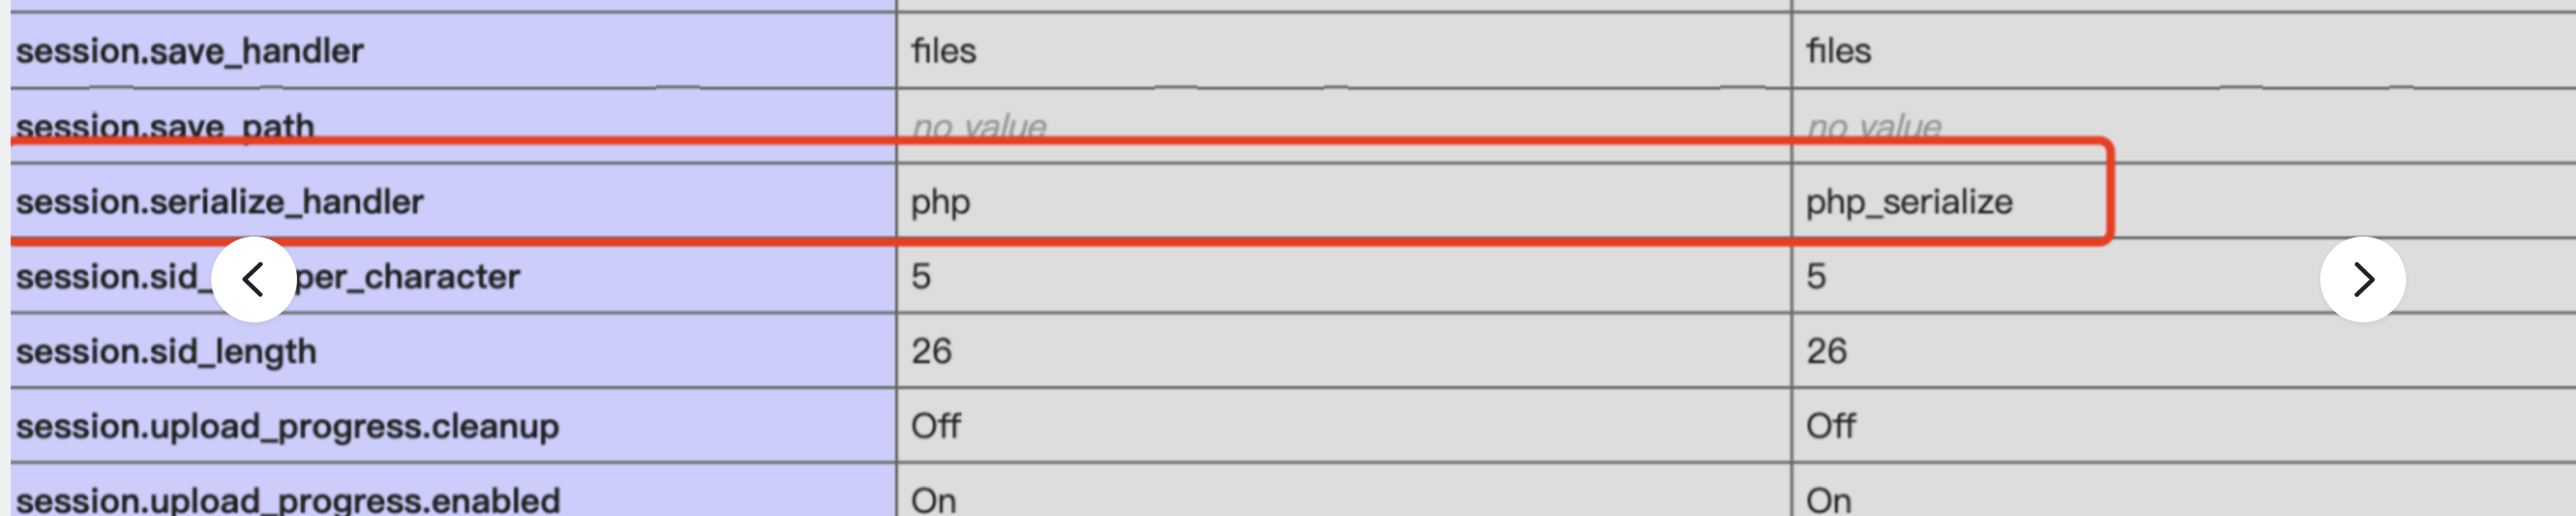 session.save_handler files files
session.save_path no value no value
session.serialize_handler php php_serialize
session.sid_ per_character 5 5
session.sid_length 26 26
session.upload_progress.cleanup Off Off
session.upload_progress.enabled On On